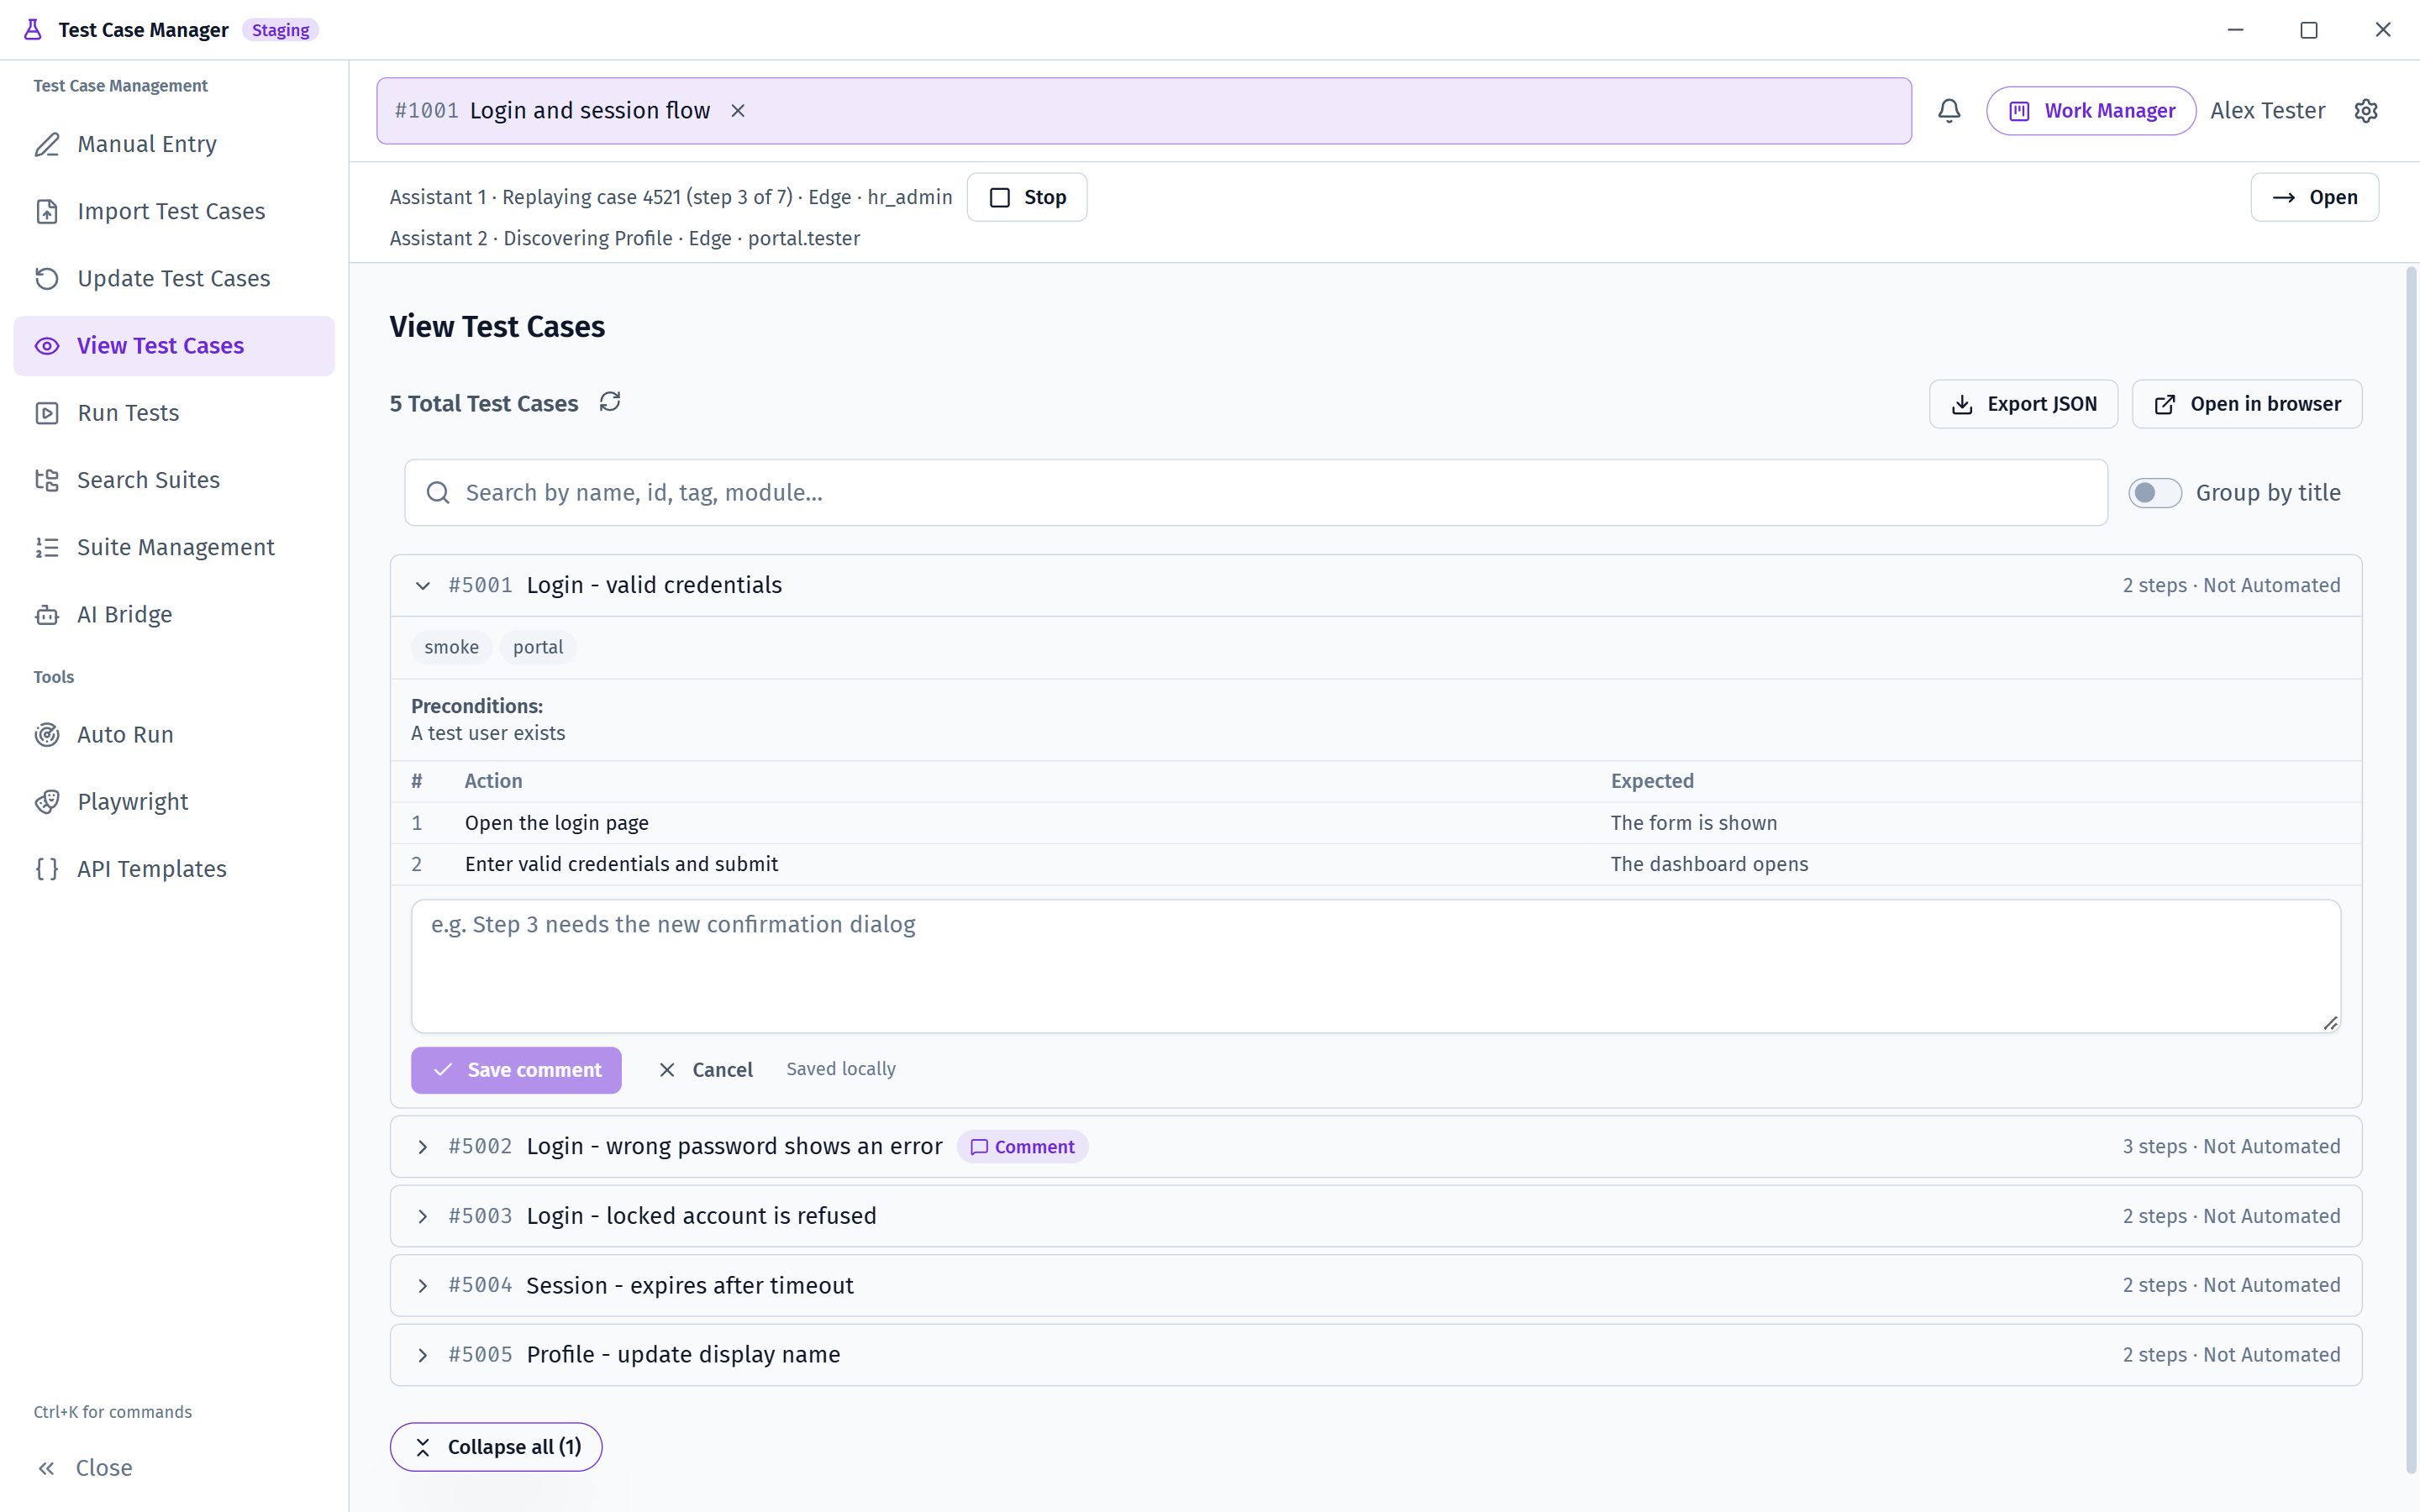 Test Case Manager Staging
Test Case Management
Manual Entry
Import Test Cases
Update Test Cases
View Test Cases
Run Tests
Search Suites
Suite Management
AI Bridge
Tools
Auto Run
Playwright
API Templates
Ctrl+K for commands
Close
#1001 Login and session flow
Work Manager
Alex Tester
Assistant 1 · Replaying case 4521 (step 3 of 7) · Edge · hr_admin
Stop
Open
Assistant 2 · Discovering Profile · Edge · portal.tester
View Test Cases
5 Total Test Cases
Export JSON
Open in browser
Search by name, id, tag, module...
Group by title
#5001 Login - valid credentials
2 steps · Not Automated
smoke portal
Preconditions:
A test user exists
# Action Expected
1 Open the login page The form is shown
2 Enter valid credentials and submit The dashboard opens
e.g. Step 3 needs the new confirmation dialog
Save comment
Cancel
Saved locally
#5002 Login - wrong password shows an error Comment
3 steps · Not Automated
#5003 Login - locked account is refused
2 steps · Not Automated
#5004 Session - expires after timeout
2 steps · Not Automated
#5005 Profile - update display name
2 steps · Not Automated
Collapse all (1)